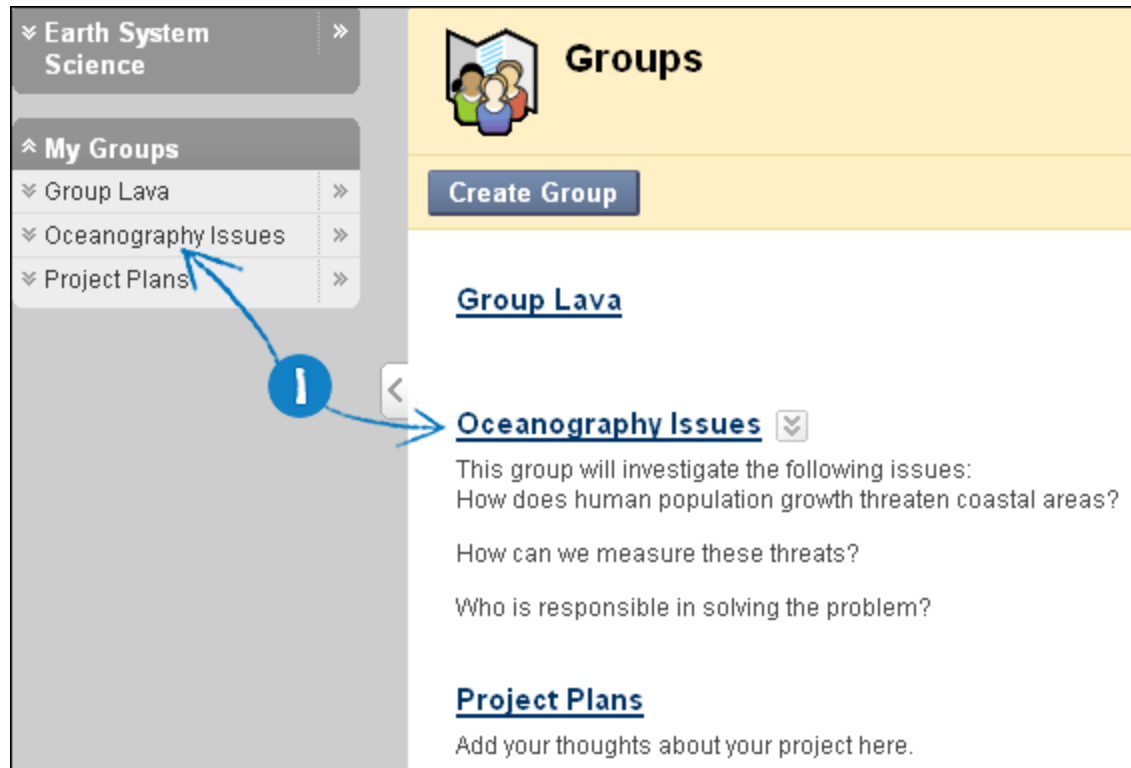 Earth System
Science
My Groups
Group Lava
Oceanography Issues
Project Plans
Groups
Create Group
Group Lava
1
Oceanography Issues
This group will investigate the following issues:
How does human population growth threaten coastal areas?
How can we measure these threats?
Who is responsible in solving the problem?
Project Plans
Add your thoughts about your project here.